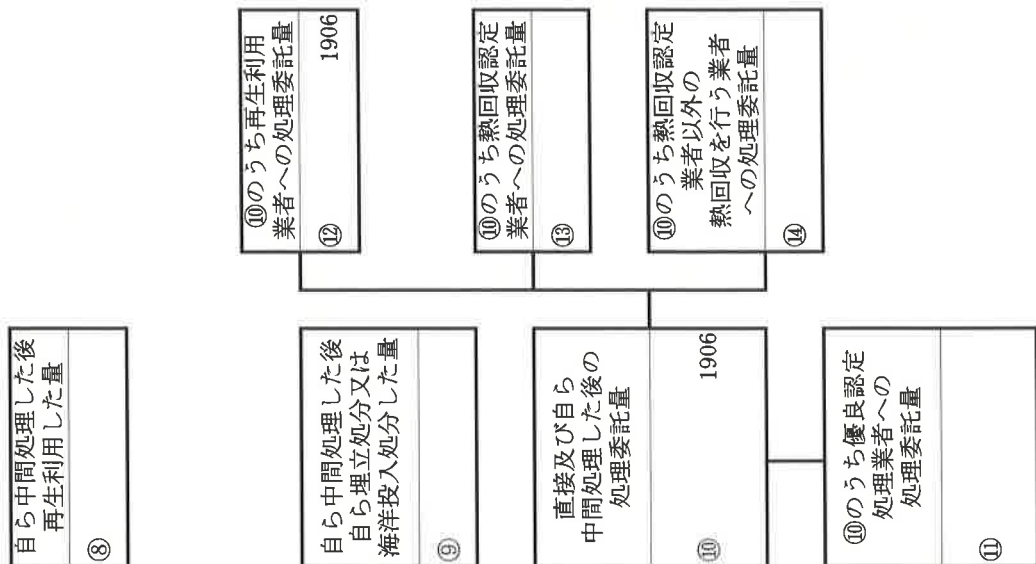 自ら中間処理した後
再生利用した量
⑧
自ら中間処理した後
自ら埋立処分又は
海洋投入処分した量
⑨
直接及び自ら
中間処理した後の
処理委託量
⑩ 1906
⑩のうち優良認定
処理業者への
処理委託量
⑪
⑩のうち再生利用
業者への処理委託量
⑫ 1906
⑩のうち熱回収認定
業者への処理委託量
⑬
⑩のうち熱回収認定
業者以外の
熱回収を行う業者
への処理委託量
⑭